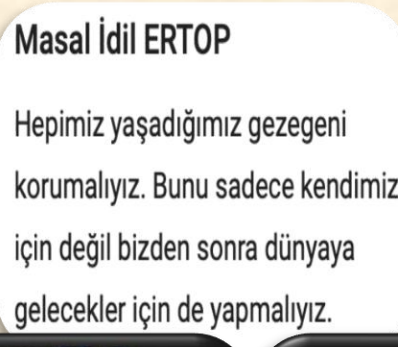 Masal İdil ERTOP
Hepimiz yaşadığımız gezegeni
korumalıyız. Bunu sadece kendimiz
için değil bizden sonra dünyaya
gelecekler için de yapmalıyız.